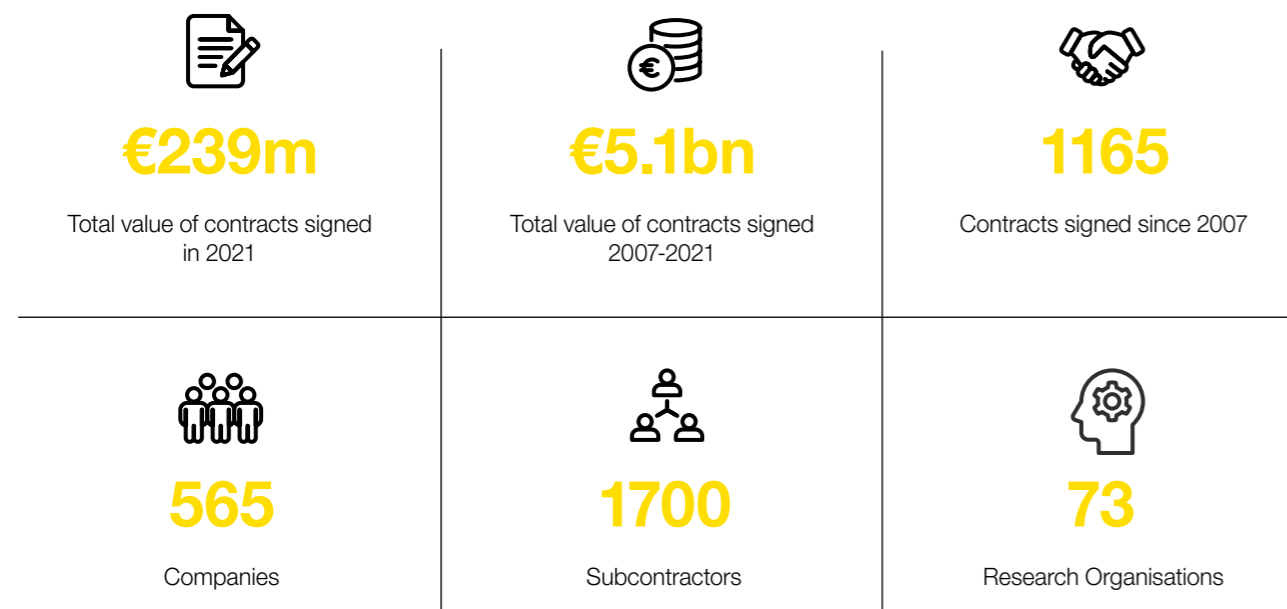 €
€239m
Total value of contracts signed
in 2021
€5.1bn
Total value of contracts signed
2007-2021
1165
Contracts signed since 2007
565
Companies
1700
Subcontractors
73
Research Organisations